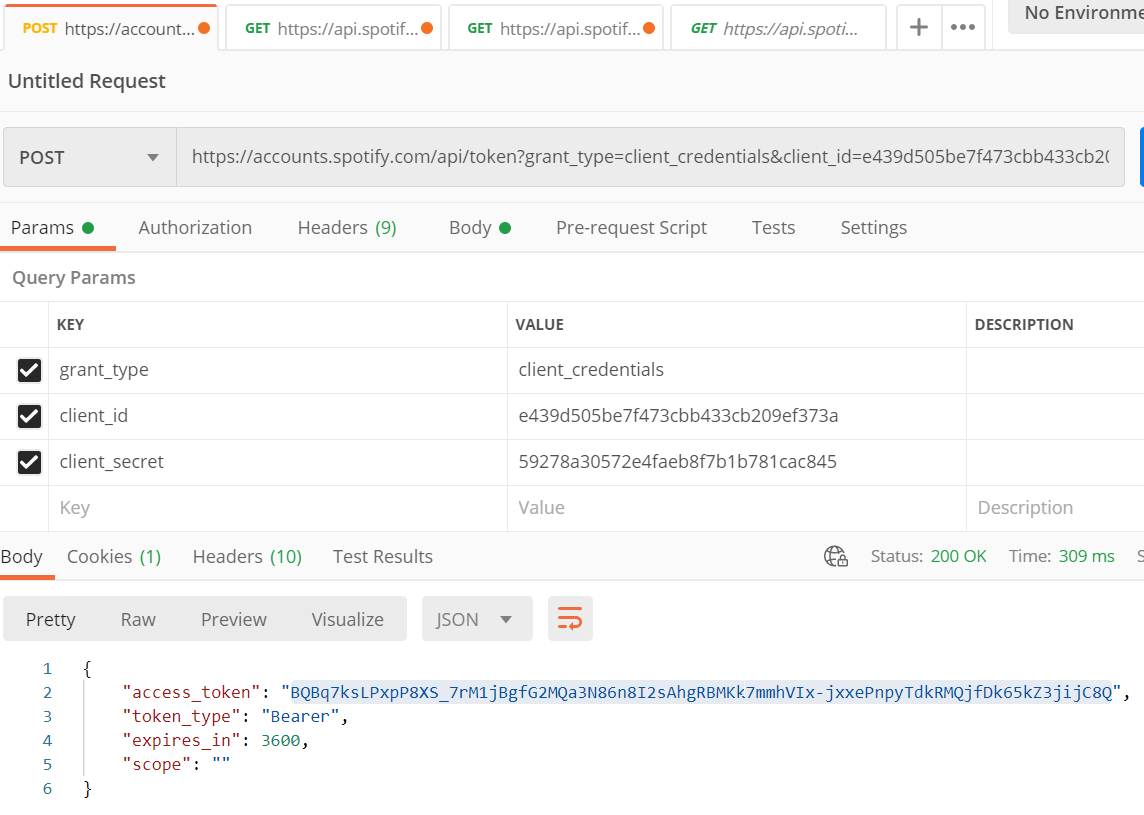 POST https://account... GET https://api.spotif... GET https://api.spotif... GET https://api.spoti... + ••• No Environme
Untitled Request
POST https://accounts.spotify.com/api/token?grant_type=client_credentials&client_id=e439d505be7f473cbb433cb20
Params Authorization Headers (9) Body Pre-request Script Tests Settings
Query Params
KEY VALUE DESCRIPTION
grant_type client_credentials
client_id e439d505be7f473cbb433cb209ef373a
client_secret 59278a30572e4faeb8f7b1b781cac845
Key Value Description
Body Cookies (1) Headers (10) Test Results Status: 200 OK Time: 309 ms S
Pretty Raw Preview Visualize JSON
1 {
2 "access_token": "BQBq7ksLPxpP8XS_7rM1jBgfG2MQa3N86n8I2sAhgRBMKk7mmhVIx-jxxePnpyTdkRMQjfDk65kZ3jijC8Q",
3 "token_type": "Bearer",
4 "expires_in": 3600,
5 "scope": ""
6 }